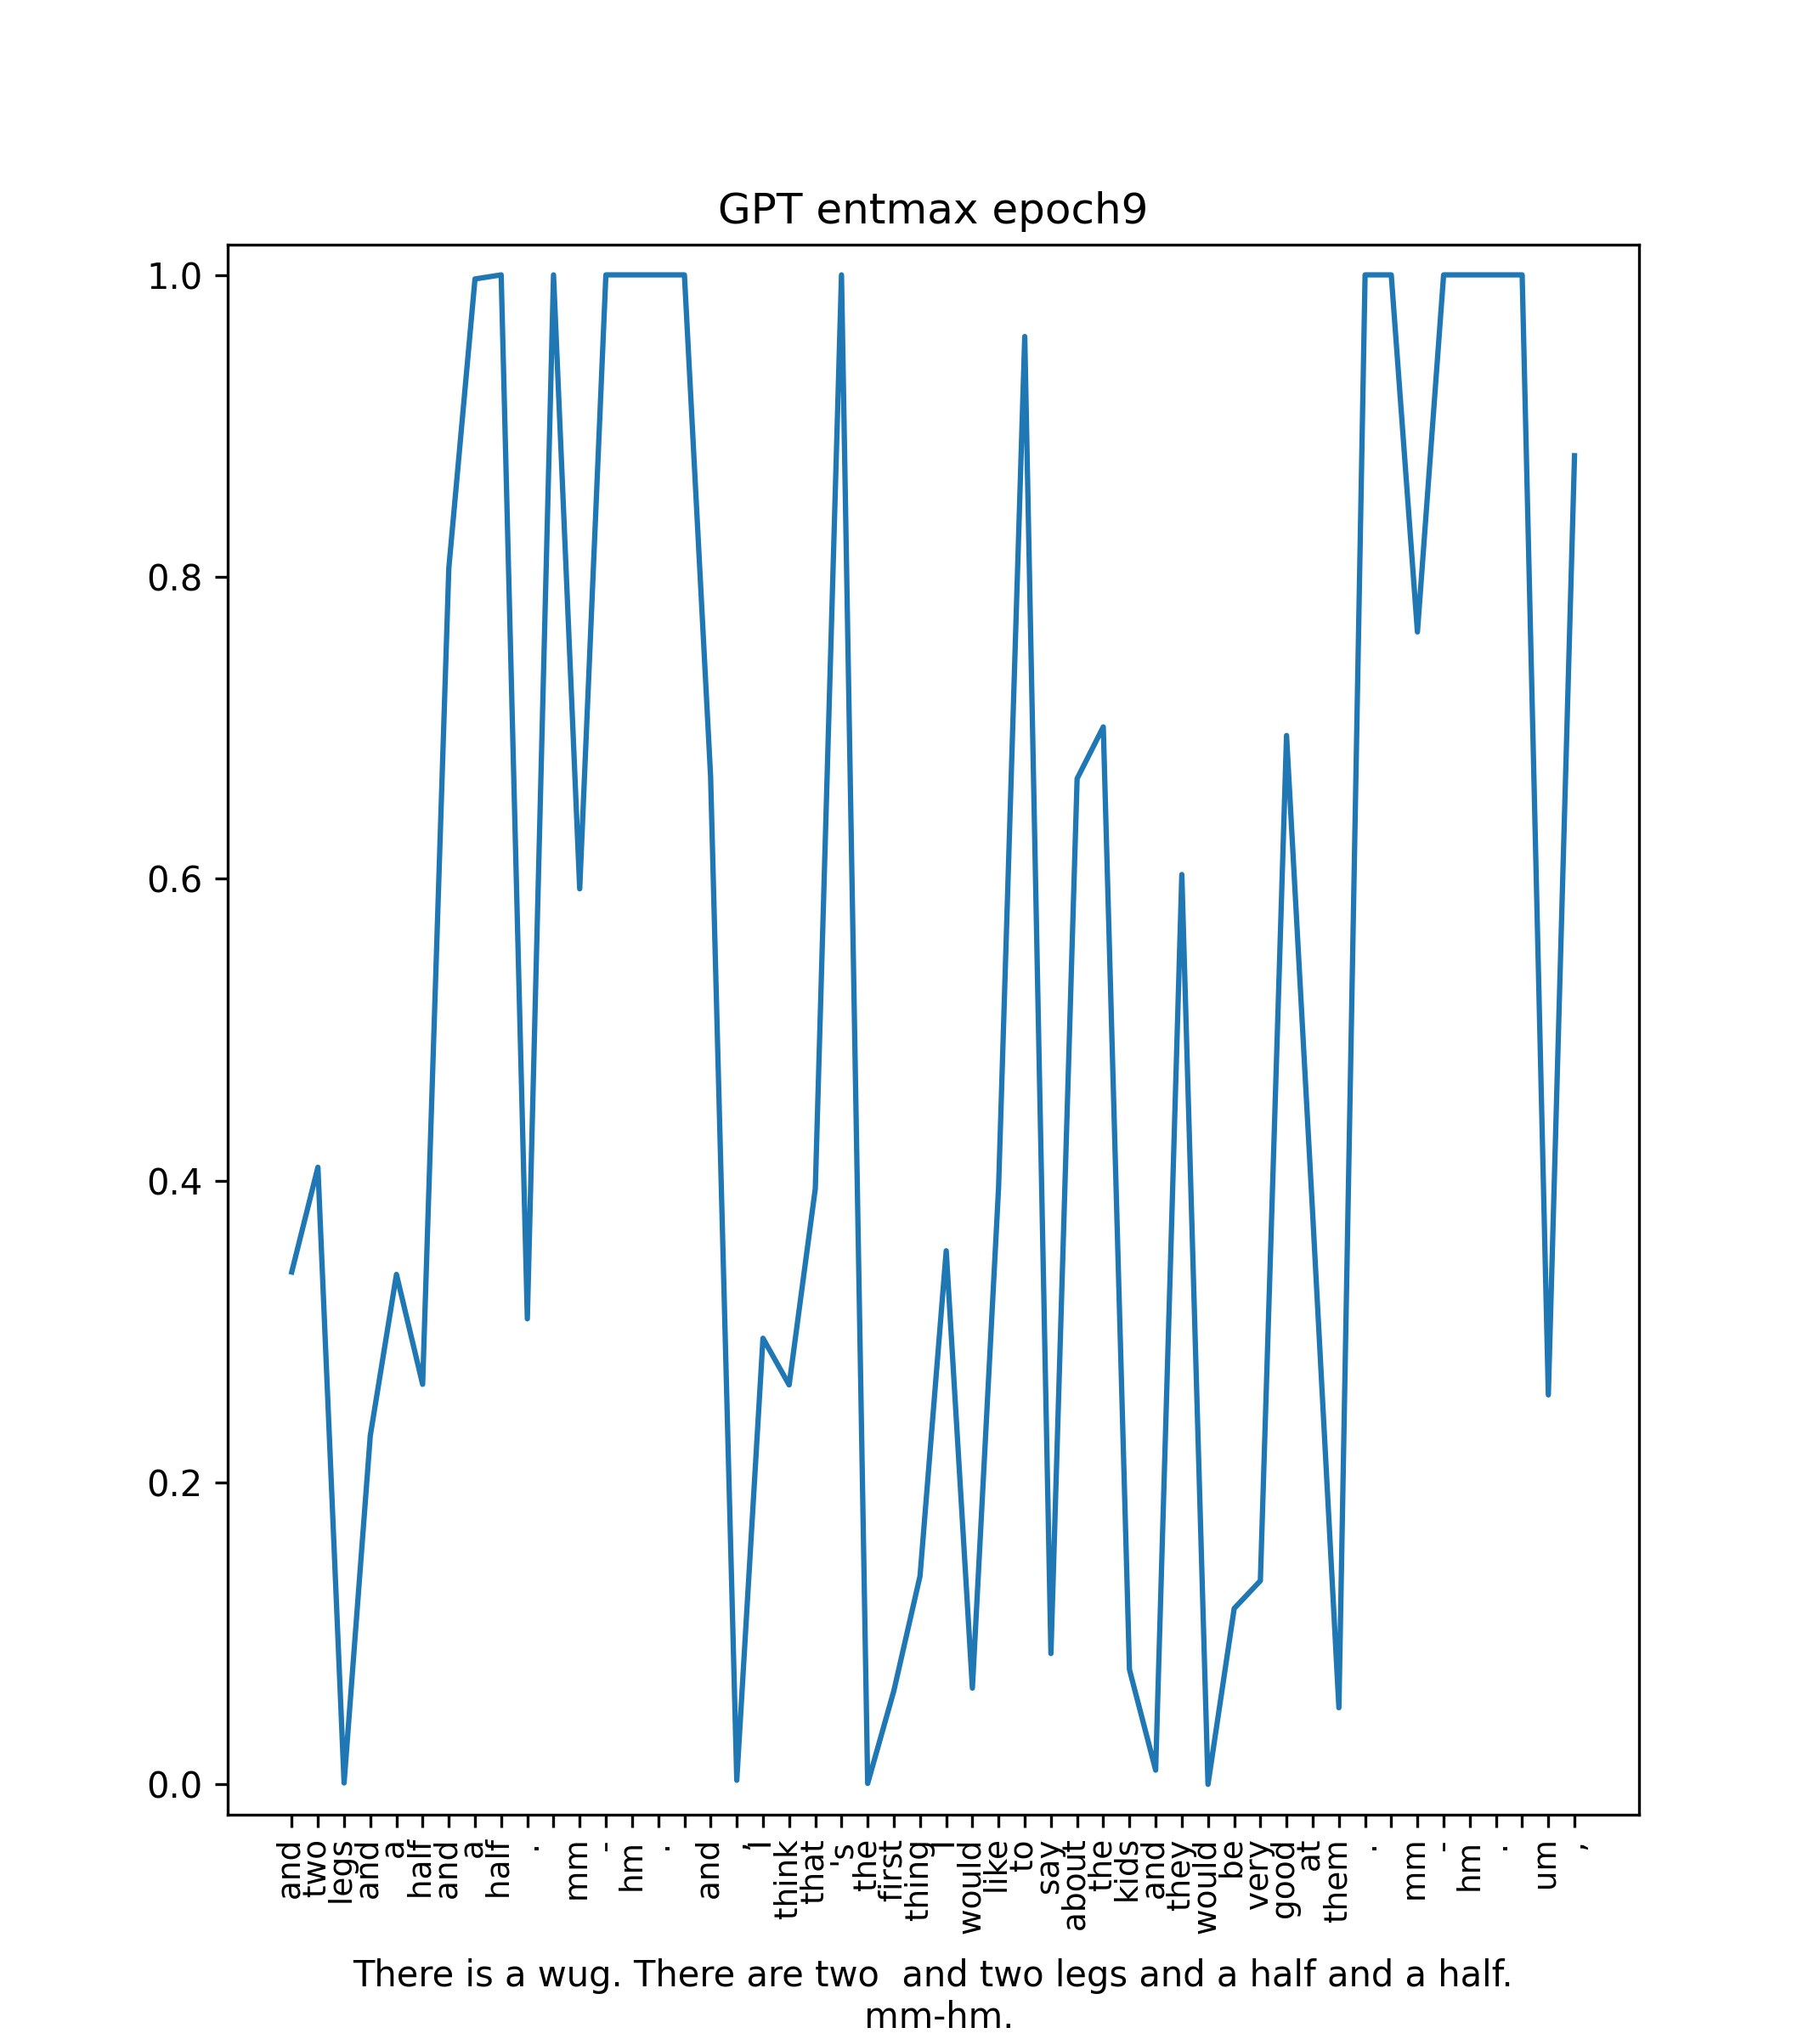 GPT entmax epoch9
1.0
0.8
0.6
0.4
0.2
0.0
and two legs and a half and a half . mm - hm . and , I think that 's the first thing I would like to say about the kids and they would be very good at them . mm - hm . um ,
There is a wug. There are two  and two legs and a half and a half.
mm-hm.